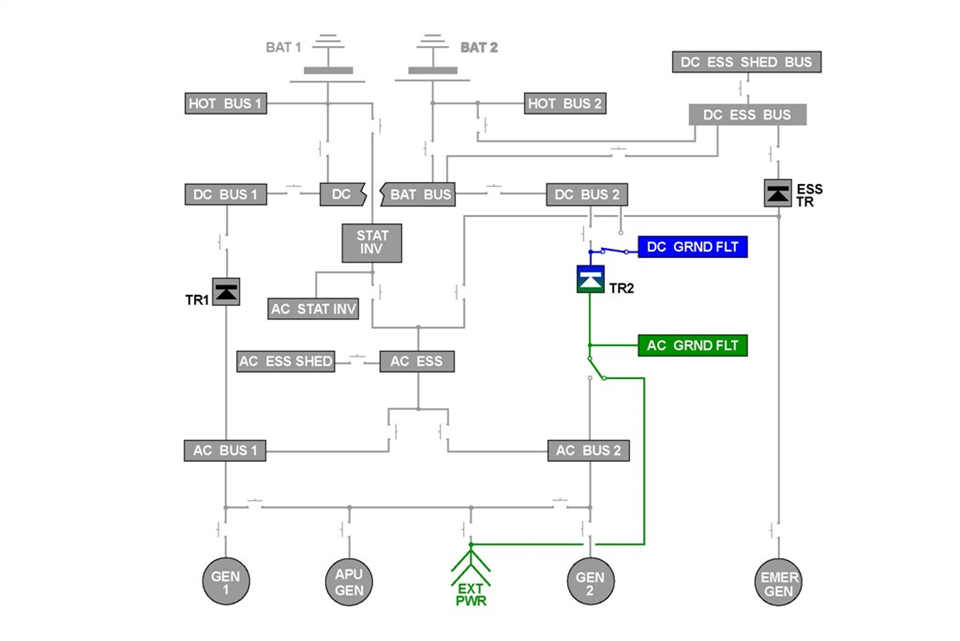 BAT 1
BAT 2
DC ESS SHED BUS
HOT BUS 1
HOT BUS 2
DC ESS BUS
DC BUS 1
DC
BAT BUS
DC BUS 2
ESS
TR
STAT
INV
DC GRND FLT
TR1
TR2
AC STAT INV
AC GRND FLT
AC ESS SHED
AC ESS
AC BUS 1
AC BUS 2
GEN
1
APU
GEN
EXT
PWR
GEN
2
EMER
GEN